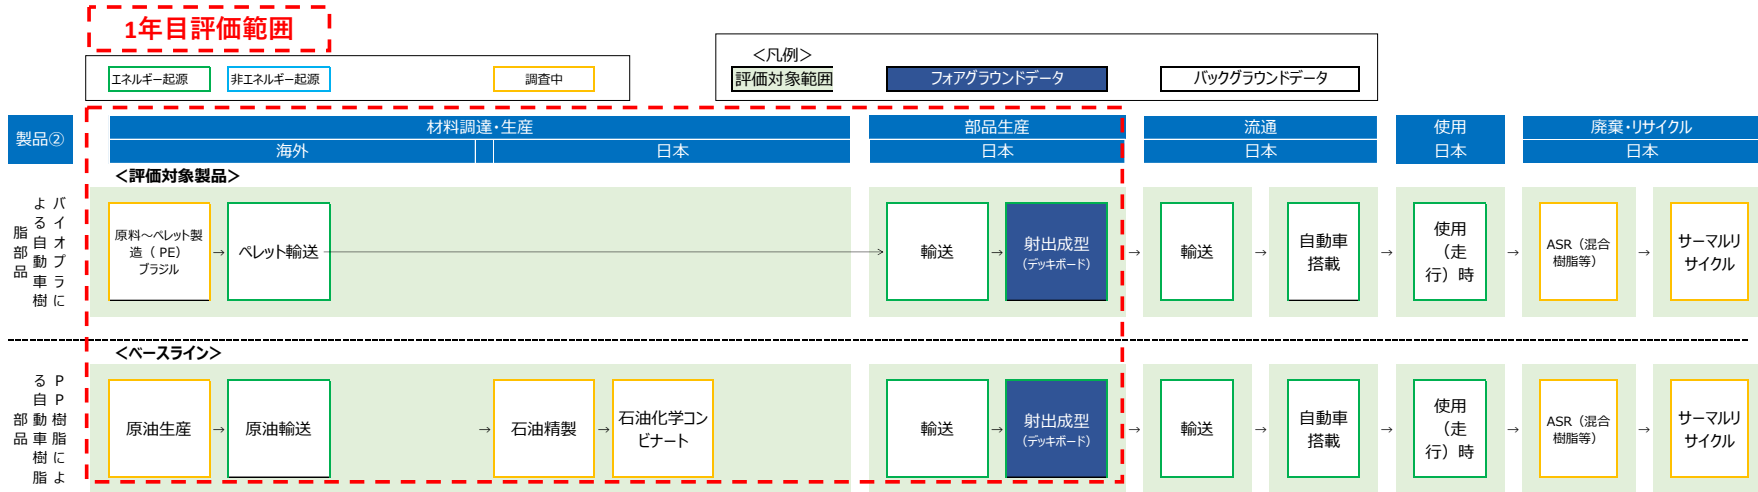 1年目評価範囲
エネルギー起源
非エネルギー起源
調査中
＜凡例＞
評価対象範囲
フォアグラウンドデータ
バックグラウンドデータ
製品②
材料調達・生産
海外
日本
部品生産
日本
流通
日本
使用
日本
廃棄・リサイクル
日本
＜評価対象製品＞
バイオプラに
よる自動車樹
脂部品
原料～ペレット製
造（ PE）
ブラジル
→
ペレット輸送
輸送
→
射出成型
（デッキボード）
→
輸送
→
自動車
搭載
→
使用
（走
行）時
→
ASR（混合
樹脂等）
→
サーマルリ
サイクル
＜ベースライン＞
PP樹脂によ
る自動車樹脂
部品
原油生産
→
原油輸送
→
石油精製
→
石油化学コン
ビナート
輸送
→
射出成型
（デッキボード）
→
輸送
→
自動車
搭載
→
使用
（走
行）時
→
ASR（混合
樹脂等）
→
サーマルリ
サイクル